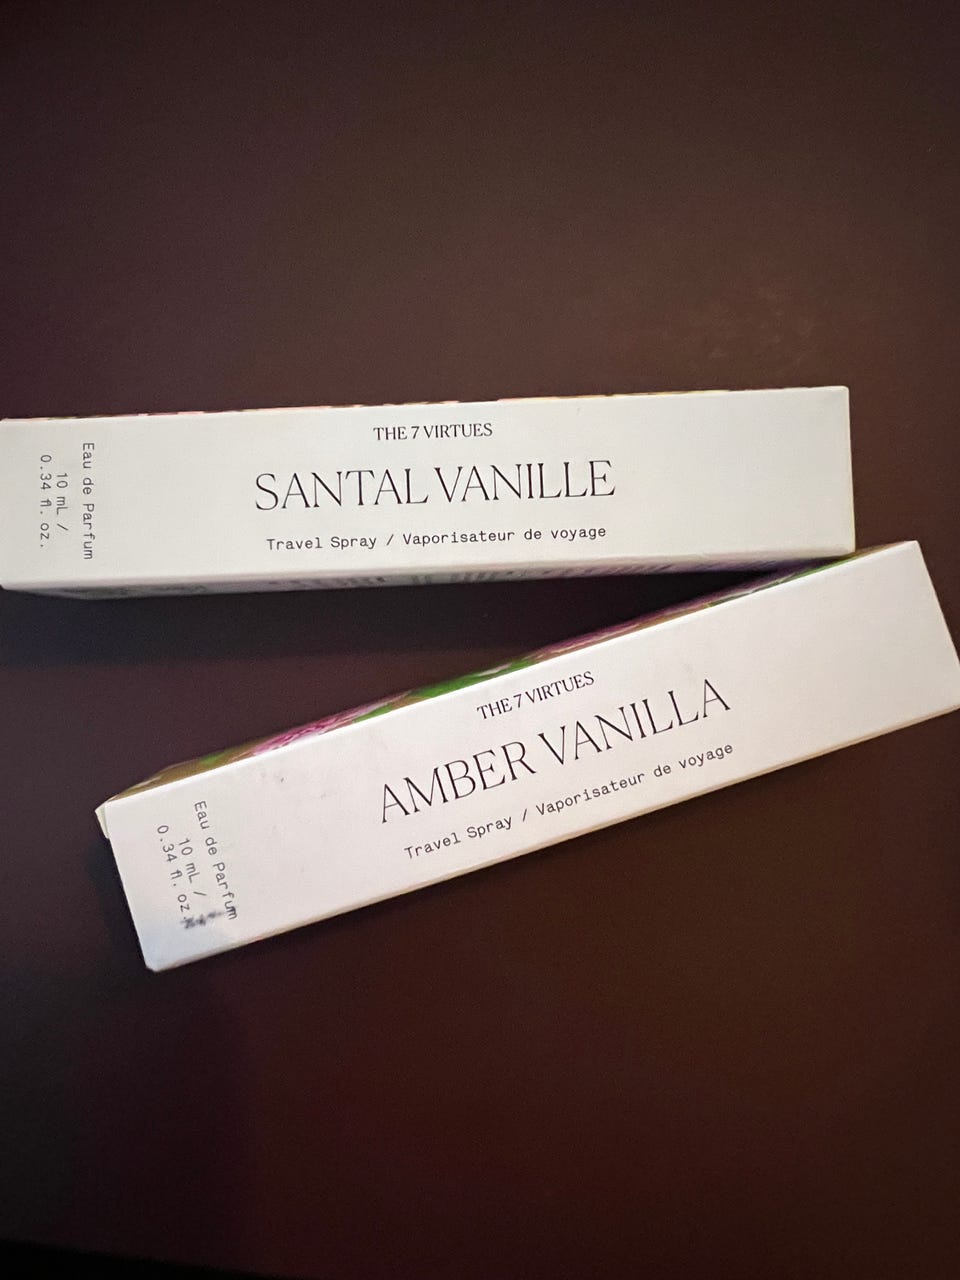 THE 7 VIRTUES
SANTAL VANILLE
Travel Spray / Vaporisateur de voyage
Eau de Parfum
10 mL /
0.34 fl. oz.
THE 7 VIRTUES
AMBER VANILLA
Travel Spray / Vaporisateur de voyage
Eau de Parfum
10 mL /
0.34 fl. oz.